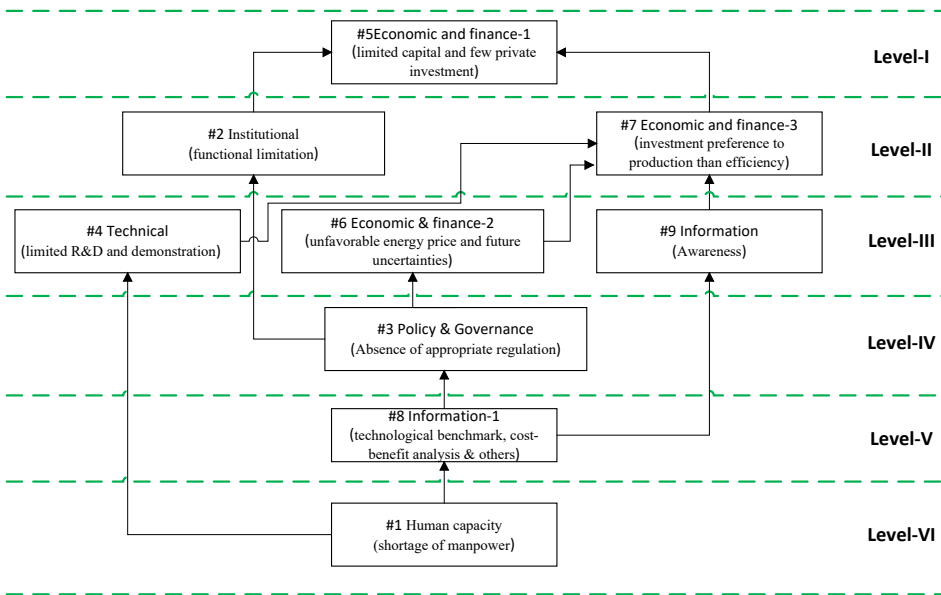 #5Economic and finance-1
(limited capital and few private
investment)
Level-I
#2 Institutional
(functional limitation)
#7 Economic and finance-3
(investment preference to
production than efficiency)
Level-II
#4 Technical
(limited R&D and demonstration)
#6 Economic & finance-2
(unfavorable energy price and future
uncertainties)
#9 Information
(Awareness)
Level-III
#3 Policy & Governance
(Absence of appropriate regulation)
Level-IV
#8 Information-1
(technological benchmark, cost-
benefit analysis & others)
Level-V
#1 Human capacity
(shortage of manpower)
Level-VI